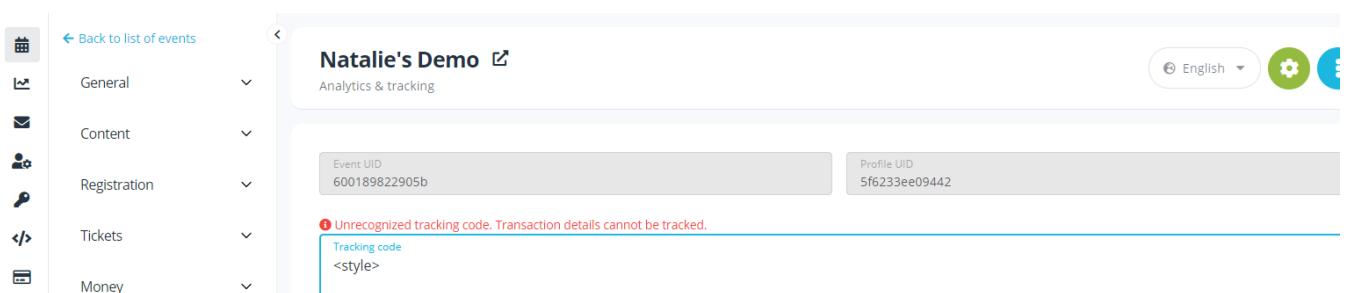 Back to list of events
General
Content
Registration
Tickets
Money
Natalie's Demo
Analytics & tracking
English
Event UID
600189822905b
Profile UID
5f6233ee09442
Unrecognized tracking code. Transaction details cannot be tracked.
Tracking code
<style>